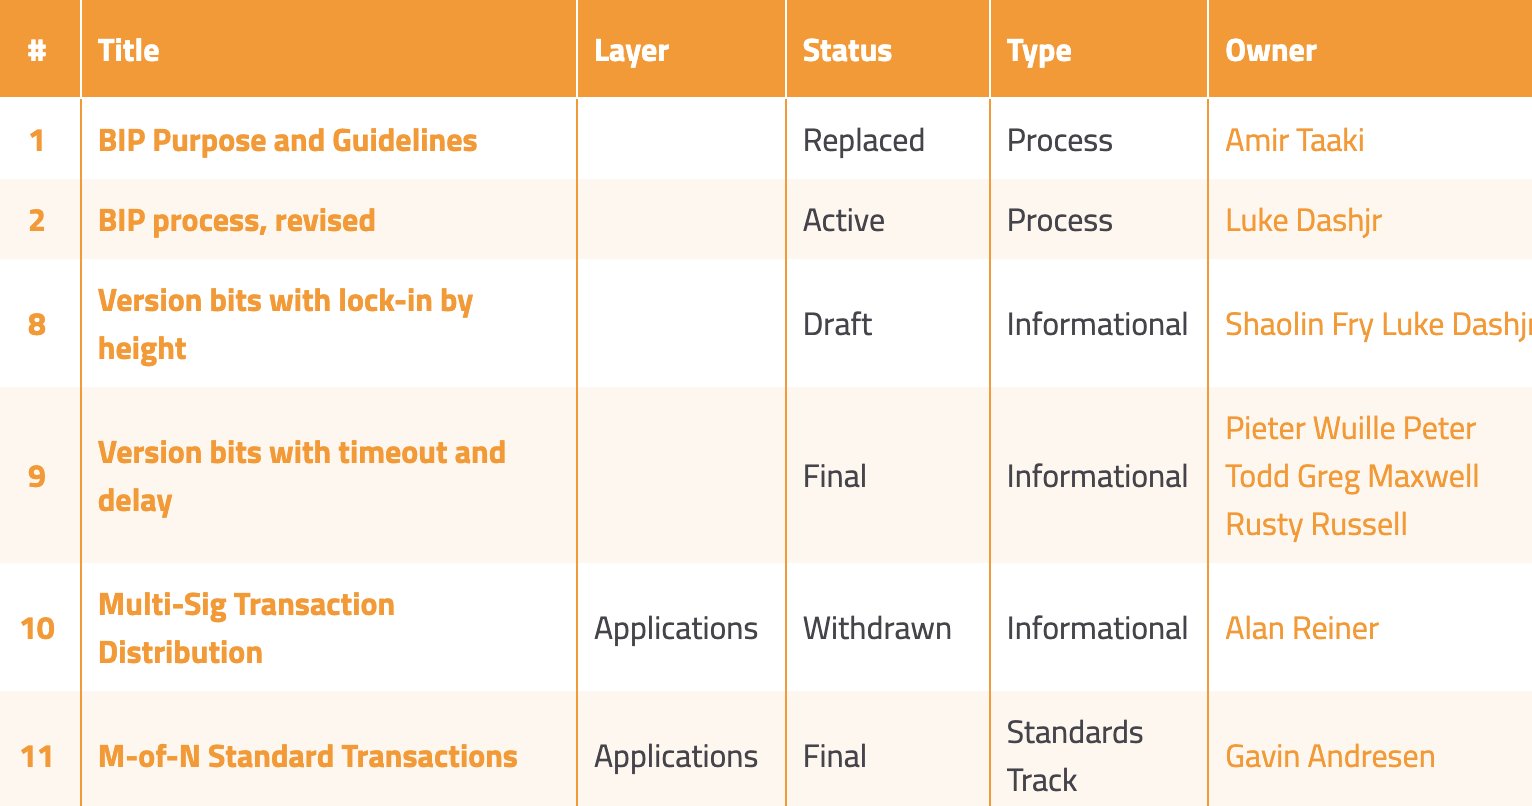 # Title Layer Status Type Owner
1 BIP Purpose and Guidelines Replaced Process Amir Taaki
2 BIP process, revised Active Process Luke Dashjr
8 Version bits with lock-in by height Draft Informational Shaolin Fry Luke Dashjr
9 Version bits with timeout and delay Final Informational Pieter Wuille Peter Todd Greg Maxwell Rusty Russell
10 Multi-Sig Transaction Distribution Applications Withdrawn Informational Alan Reiner
11 M-of-N Standard Transactions Applications Final Standards Track Gavin Andresen